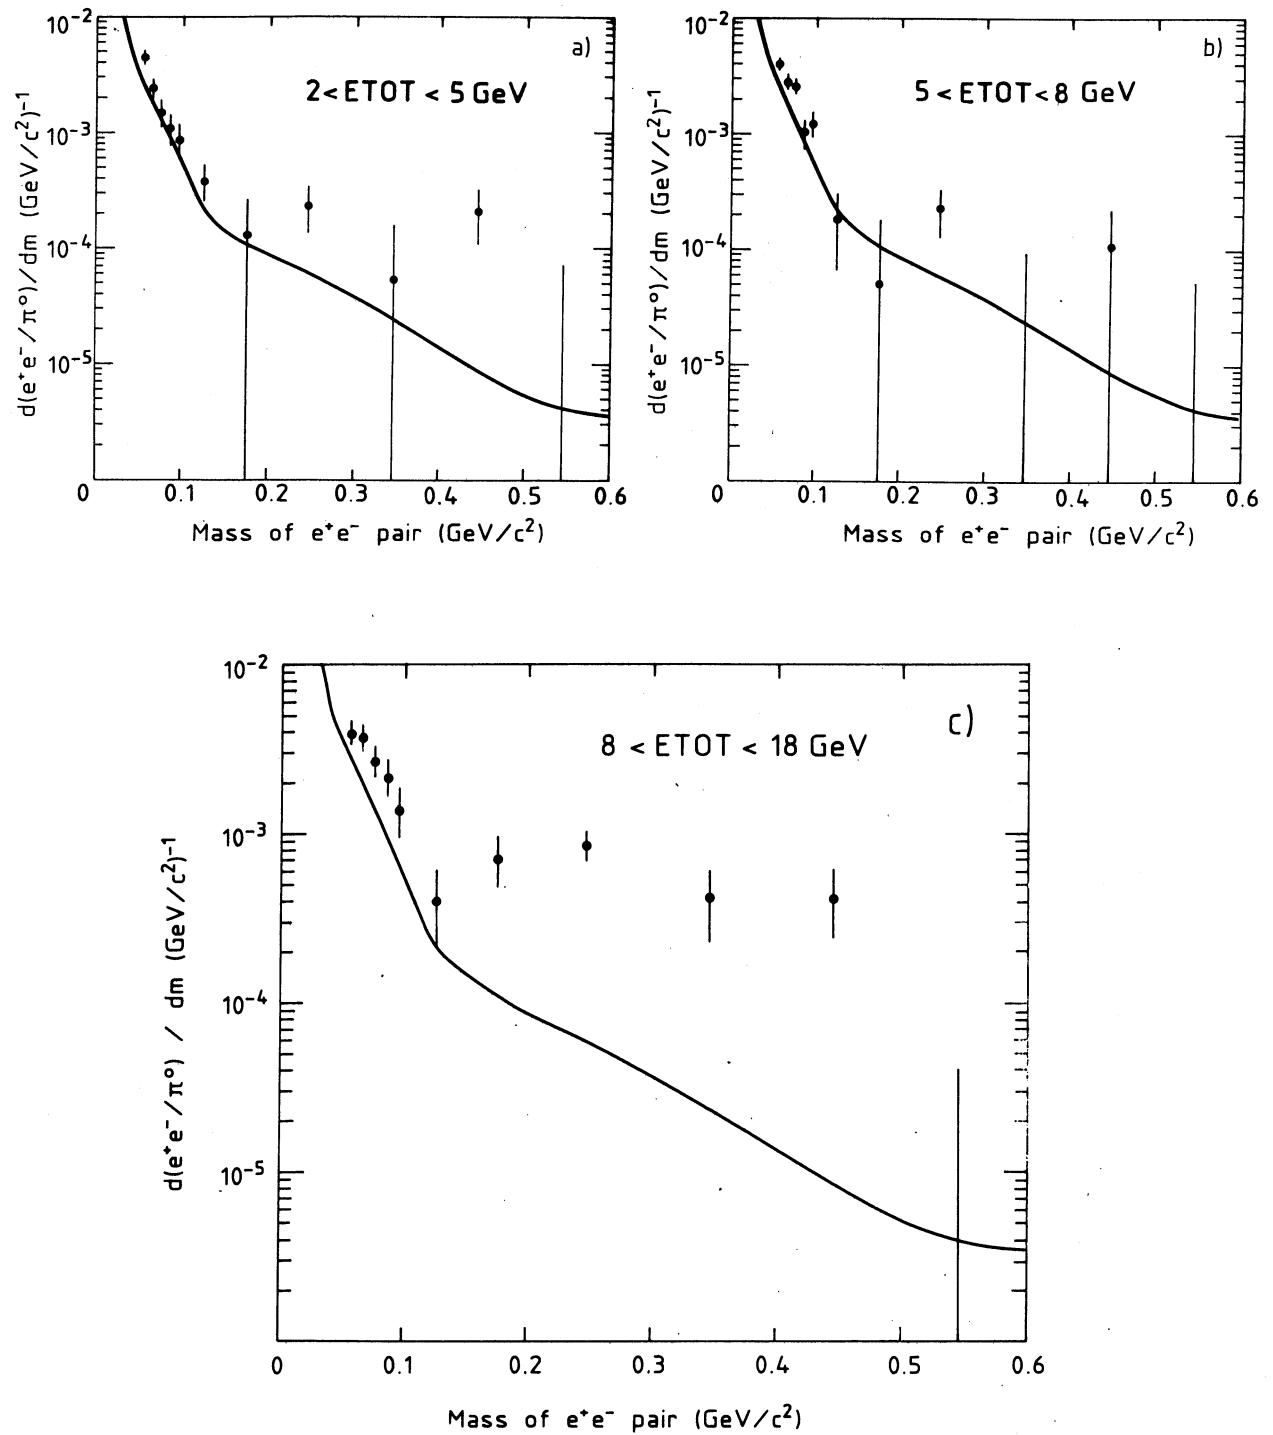 a)
2 < ETOT < 5 GeV
10⁻²
10⁻³
10⁻⁴
10⁻⁵
d(e⁺e⁻/π⁰)/dm (GeV/c²)⁻¹
0 0.1 0.2 0.3 0.4 0.5 0.6
Mass of e⁺e⁻ pair (GeV/c²)
b)
5 < ETOT < 8 GeV
10⁻²
10⁻³
10⁻⁴
10⁻⁵
d(e⁺e⁻/π⁰)/dm (GeV/c²)⁻¹
0 0.1 0.2 0.3 0.4 0.5 0.6
Mass of e⁺e⁻ pair (GeV/c²)
c)
8 < ETOT < 18 GeV
10⁻²
10⁻³
10⁻⁴
10⁻⁵
d(e⁺e⁻/π⁰) / dm (GeV/c²)⁻¹
0 0.1 0.2 0.3 0.4 0.5 0.6
Mass of e⁺e⁻ pair (GeV/c²)